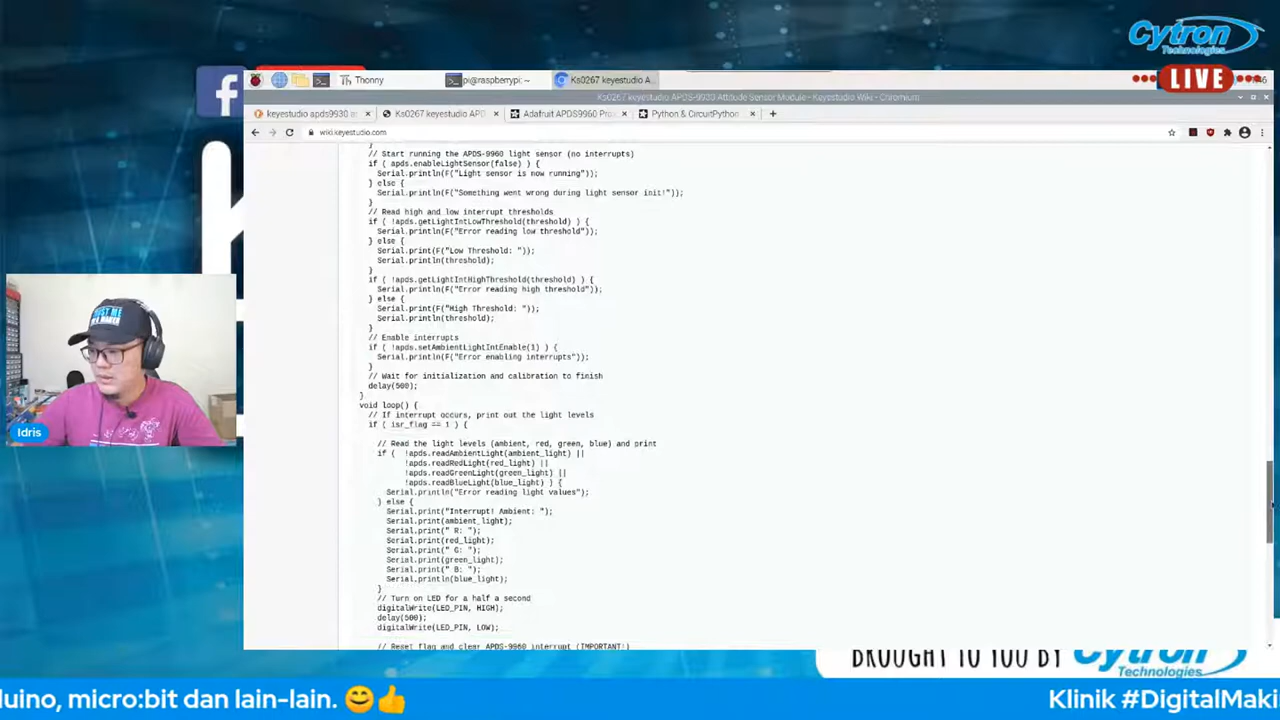 Cytron
Technologies
LIVE
Thonny
pi@raspberrypi: ~
Ks0267 keyestudio A...
Ks0267 keyestudio APDS-9930 Attitude Sensor Module - Keyestudio Wiki - Chromium
keyestudio apds9930 at
Ks0267 keyestudio APD
Adafruit APDS9960 Pro
Python & CircuitPython
wiki.keyestudio.com
}
// Start running the APDS-9960 light sensor (no interrupts)
if ( apds.enableLightSensor(false) ) {
Serial.println(F("Light sensor is now running"));
} else {
Serial.println(F("Something went wrong during light sensor init!"));
}
// Read high and low interrupt thresholds
if ( !apds.getLightIntLowThreshold(threshold) ) {
Serial.println(F("Error reading low threshold"));
} else {
Serial.print(F("Low Threshold: "));
Serial.println(threshold);
}
if ( !apds.getLightIntHighThreshold(threshold) ) {
Serial.println(F("Error reading high threshold"));
} else {
Serial.print(F("High Threshold: "));
Serial.println(threshold);
}
// Enable interrupts
if ( !apds.setAmbientLightIntEnable(1) ) {
Serial.println(F("Error enabling interrupts"));
}
// Wait for initialization and calibration to finish
delay(500);
}
void loop() {
// If interrupt occurs, print out the light levels
if ( isr_flag == 1 ) {
// Read the light levels (ambient, red, green, blue) and print
if ( !apds.readAmbientLight(ambient_light) ||
!apds.readRedLight(red_light) ||
!apds.readGreenLight(green_light) ||
!apds.readBlueLight(blue_light) ) {
Serial.println("Error reading light values");
} else {
Serial.print("Interrupt! Ambient: ");
Serial.print(ambient_light);
Serial.print(" R: ");
Serial.print(red_light);
Serial.print(" G: ");
Serial.print(green_light);
Serial.print(" B: ");
Serial.println(blue_light);
}
// Turn on LED for a half a second
digitalWrite(LED_PIN, HIGH);
delay(500);
digitalWrite(LED_PIN, LOW);
// Reset flag and clear APDS-9960 interrupt (IMPORTANT!)
TRUST ME
Idris
BROUGHT TO YOU BY Cytron
Technologies
duino, micro:bit dan lain-lain. 😊👍
Klinik #DigitalMaki